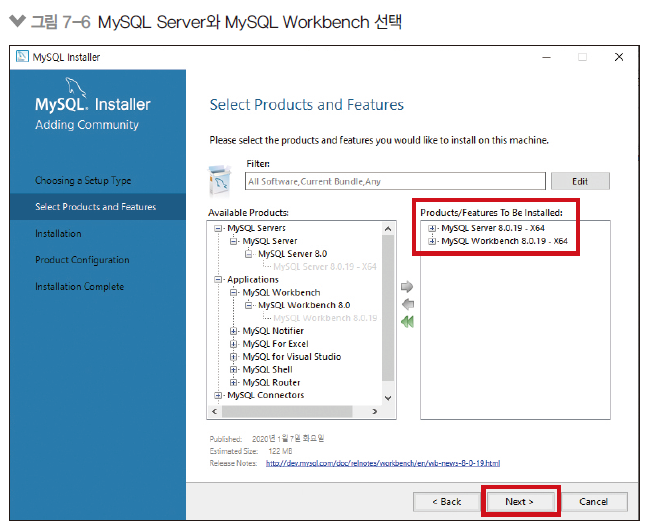 그림 7-6 MySQL Server와 MySQL Workbench 선택
MySQL Installer
MySQL. Installer
Adding Community
Choosing a Setup Type
Select Products and Features
Installation
Product Configuration
Installation Complete
Select Products and Features
Please select the products and features you would like to install on this machine.
Filter:
All Software,Current Bundle,Any
Edit
Available Products:
MySQL Servers
MySQL Server
MySQL Server 8.0
MySQL Server 8.0.19 - X64
Applications
MySQL Workbench
MySQL Workbench 8.0
MySQL Workbench 8.0.19
MySQL Notifier
MySQL For Excel
MySQL for Visual Studio
MySQL Shell
MySQL Router
MySQL Connectors
Products/Features To Be Installed:
MySQL Server 8.0.19 - X64
MySQL Workbench 8.0.19 - X64
Published: 2020년 1월 7일 화요일
Estimated Size: 122 MB
Release Notes: http://dev.mysql.com/doc/relnotes/workbench/en/wb-news-8-0-19.html
< Back
Next >
Cancel